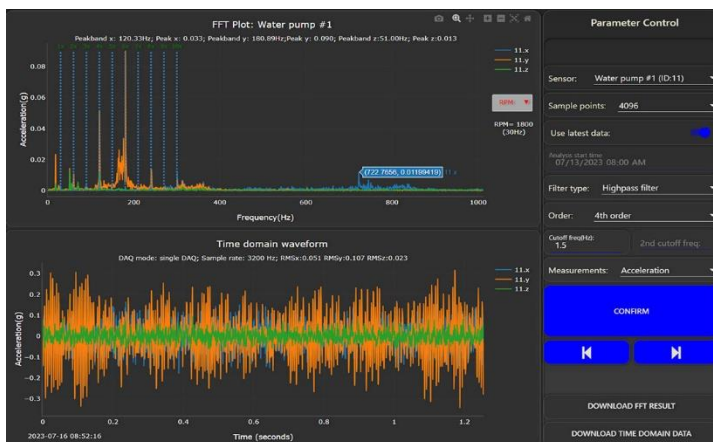 FFT Plot: Water pump #1
Peakband x: 120.33Hz; Peak x: 0.033; Peakband y: 180.89Hz;Peak y: 0.090; Peakband z:51.00Hz; Peak z:0.013
11.x
11.y
11.z
RPM:
RPM= 1800
(30Hz)
(722.7658, 0.01199419) 11.x
Acceleration(g)
0.08
0.06
0.04
0.02
0
0
200
400
600
800
1000
Frequency(Hz)
Time domain waveform
DAQ mode: single DAQ; Sample rate: 3200 Hz; RMSx:0.051 RMSy:0.107 RMSz:0.023
11.x
11.y
11.z
Acceleration(g)
0.3
0.2
0.1
0
−0.1
−0.2
−0.3
0
0.2
0.4
0.6
0.8
1
1.2
Time (seconds)
2023-07-16 08:52:16
Parameter Control
Sensor: Water pump #1 (ID:11)
Sample points: 4096
Use latest data:
Analysis start time:
07/13/2023 08:00 AM
Filter type: Highpass filter
Order: 4th order
Cutoff freq(Hz):
1.5
2nd cutoff freq:
Measurements: Acceleration
CONFIRM
DOWNLOAD FFT RESULT
DOWNLOAD TIME DOMAIN DATA